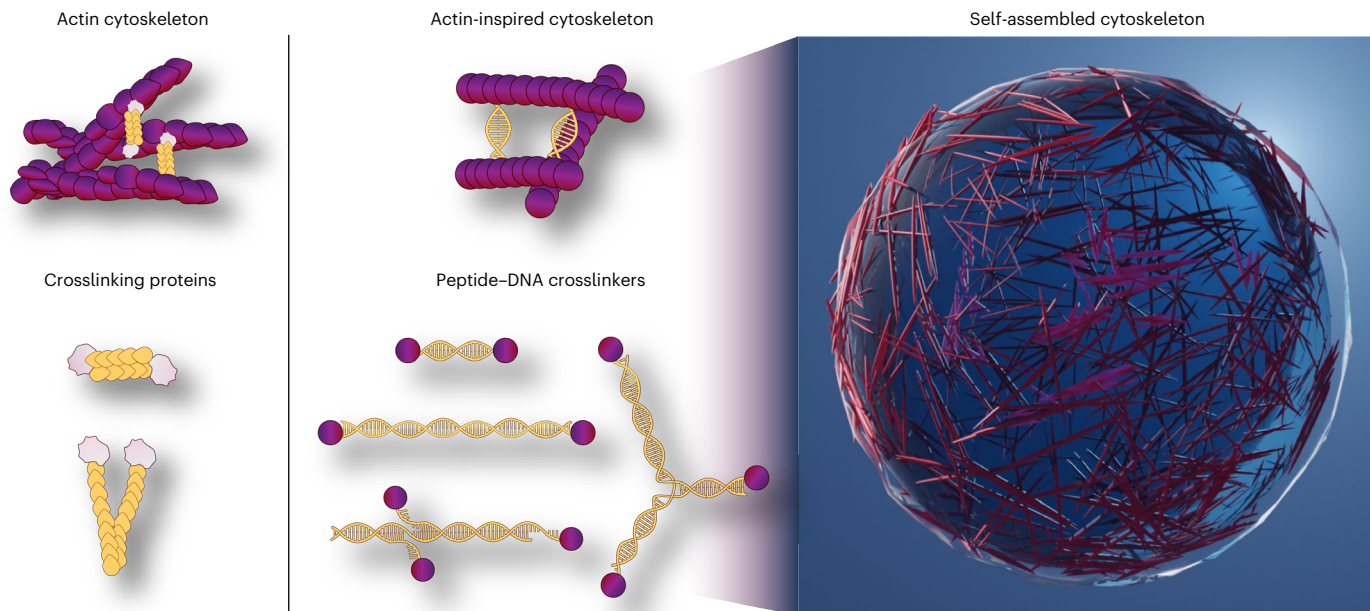 Actin cytoskeleton
Actin-inspired cytoskeleton
Self-assembled cytoskeleton
Crosslinking proteins
Peptide–DNA crosslinkers